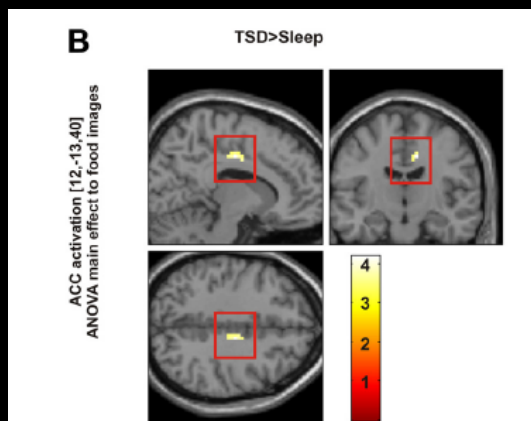 B
TSD>Sleep
ACC activation [12,-13,40]
ANOVA main effect to food images
4
3
2
1